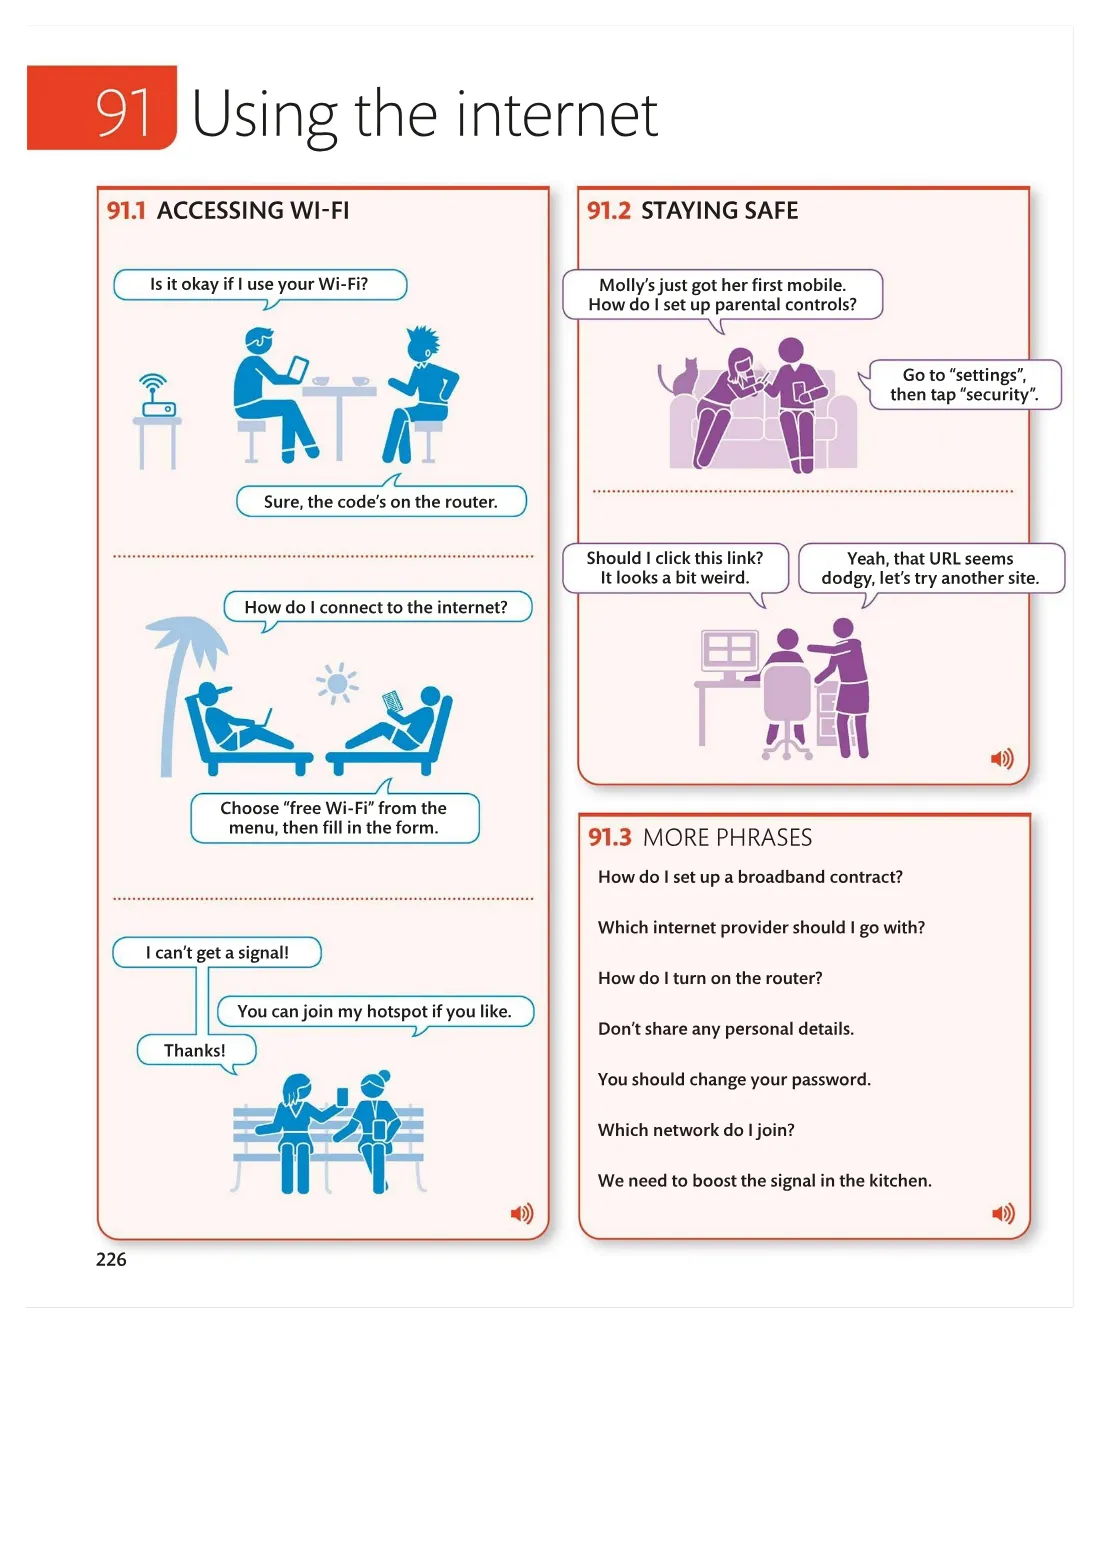 91 Using the internet
91.1 ACCESSING WI-FI
Is it okay if I use your Wi-Fi?
Sure, the code's on the router.
How do I connect to the internet?
Choose “free Wi-Fi” from the
menu, then fill in the form.
I can't get a signal!
You can join my hotspot if you like.
Thanks!
91.2 STAYING SAFE
Molly's just got her first mobile.
How do I set up parental controls?
Go to “settings”,
then tap “security”.
Should I click this link?
It looks a bit weird.
Yeah, that URL seems
dodgy, let's try another site.
91.3 MORE PHRASES
How do I set up a broadband contract?
Which internet provider should I go with?
How do I turn on the router?
Don't share any personal details.
You should change your password.
Which network do I join?
We need to boost the signal in the kitchen.
226